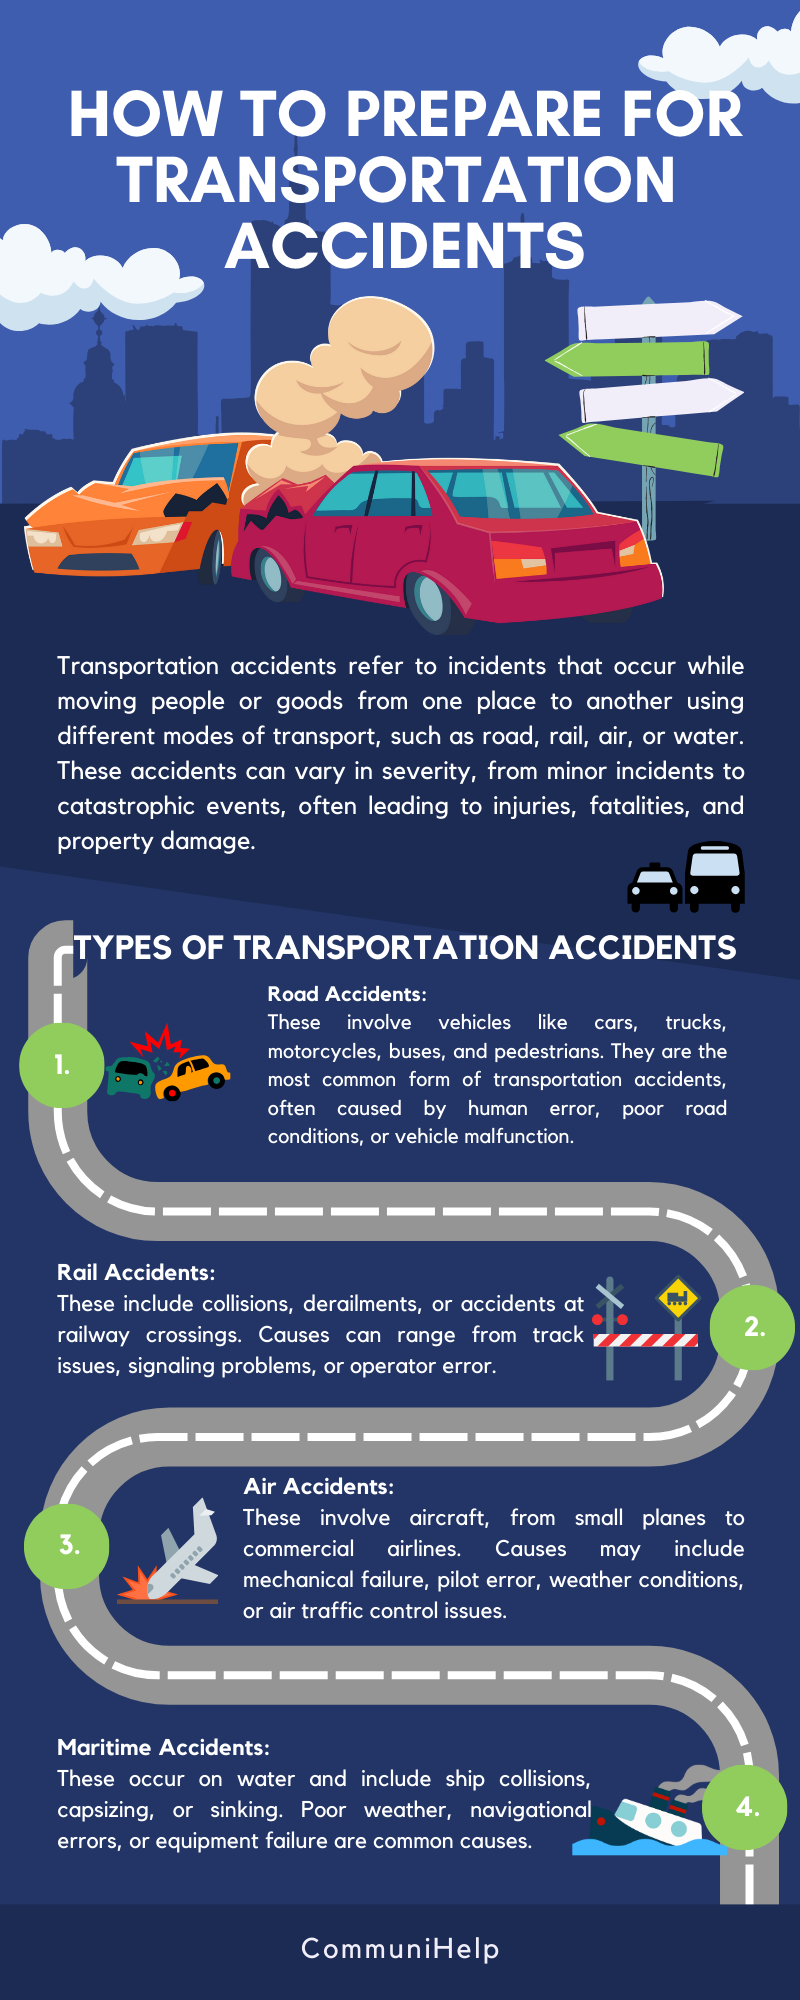 HOW TO PREPARE FOR
TRANSPORTATION
ACCIDENTS
Transportation accidents refer to incidents that occur while
moving people or goods from one place to another using
different modes of transport, such as road, rail, air, or water.
These accidents can vary in severity, from minor incidents to
catastrophic events, often leading to injuries, fatalities, and
property damage.
TYPES OF TRANSPORTATION ACCIDENTS
1.
Road Accidents:
These involve vehicles like cars, trucks,
motorcycles, buses, and pedestrians. They are the
most common form of transportation accidents,
often caused by human error, poor road
conditions, or vehicle malfunction.
2.
Rail Accidents:
These include collisions, derailments, or accidents at
railway crossings. Causes can range from track
issues, signaling problems, or operator error.
3.
Air Accidents:
These involve aircraft, from small planes to
commercial airlines. Causes may include
mechanical failure, pilot error, weather conditions,
or air traffic control issues.
4.
Maritime Accidents:
These occur on water and include ship collisions,
capsizing, or sinking. Poor weather, navigational
errors, or equipment failure are common causes.
CommuniHelp